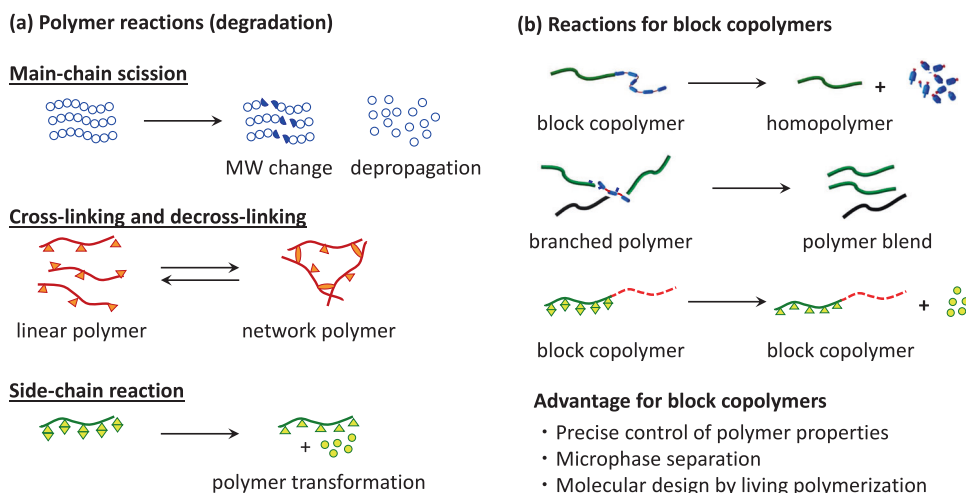 (a) Polymer reactions (degradation)
Main-chain scission
MW change
depropagation
Cross-linking and decross-linking
linear polymer
network polymer
Side-chain reaction
+
polymer transformation
(b) Reactions for block copolymers
+
block copolymer
homopolymer
branched polymer
polymer blend
+
block copolymer
block copolymer
Advantage for block copolymers
・Precise control of polymer properties
・Microphase separation
・Molecular design by living polymerization